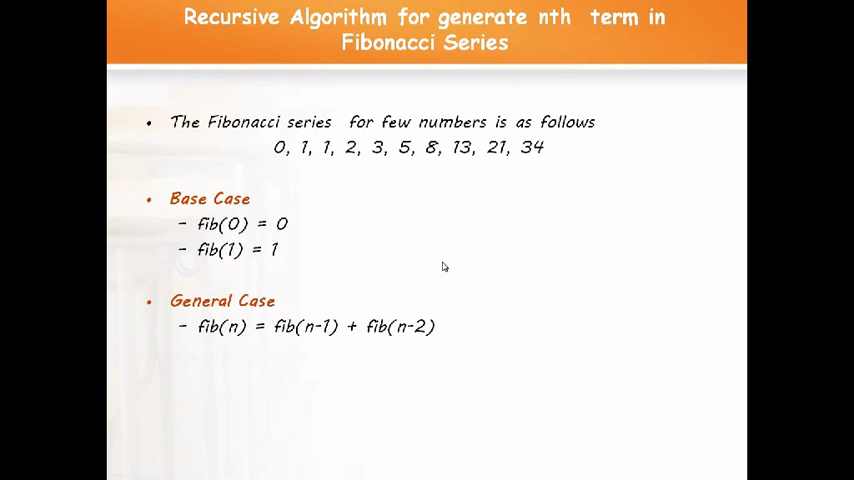 Recursive Algorithm for generate nth term in
Fibonacci Series
• The Fibonacci series for few numbers is as follows
0, 1, 1, 2, 3, 5, 8, 13, 21, 34
• Base Case
– fib(0) = 0
– fib(1) = 1
• General Case
– fib(n) = fib(n-1) + fib(n-2)